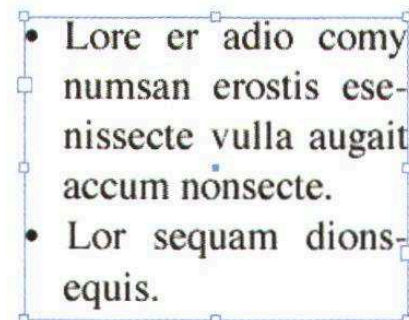 • Lore er adio comy
numsan erostis ese-
nissecte vulla augait
accum nonsecte.
• Lor sequam dions-
equis.